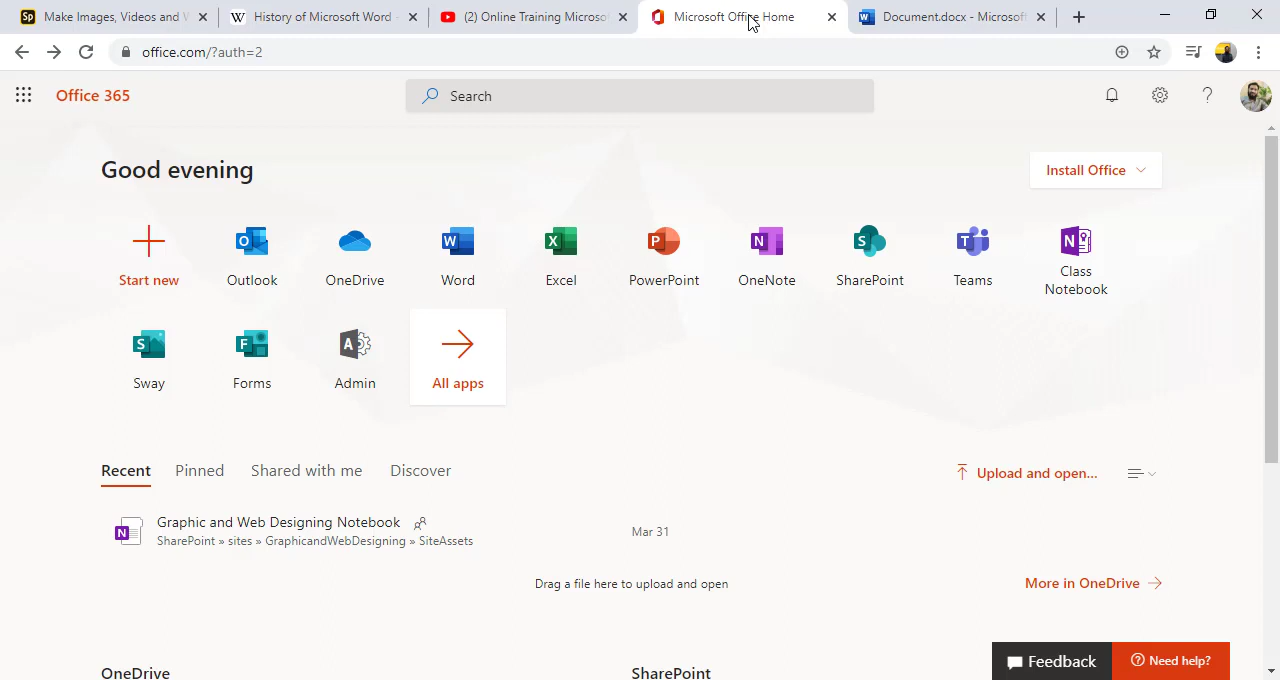 Make Images, Videos and W
History of Microsoft Word -
(2) Online Training Microso
Microsoft Office Home
Document.docx - Microsoft
office.com/?auth=2
Office 365
Search
Good evening
Install Office
Start new
Outlook
OneDrive
Word
Excel
PowerPoint
OneNote
SharePoint
Teams
Class
Notebook
Sway
Forms
Admin
All apps
Recent
Pinned
Shared with me
Discover
Upload and open...
Graphic and Web Designing Notebook
SharePoint » sites » GraphicandWebDesigning » SiteAssets
Mar 31
Drag a file here to upload and open
More in OneDrive
Feedback
Need help?
OneDrive
SharePoint